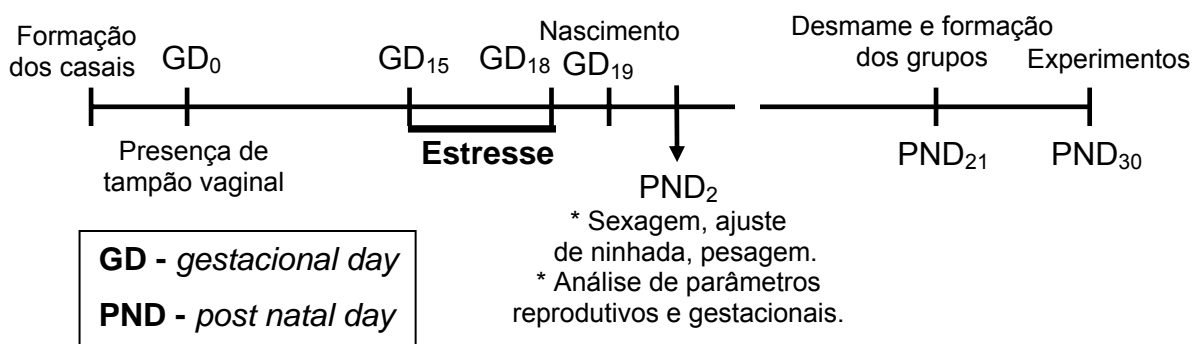 Formação
dos casais
GD0
GD15
GD18
Nascimento
GD19
Desmame e formação
dos grupos
Experimentos
Presença de
tampão vaginal
Estresse
PND2
* Sexagem, ajuste
de ninhada, pesagem.
* Análise de parâmetros
reprodutivos e gestacionais.
PND21
PND30
GD - gestacional day
PND - post natal day